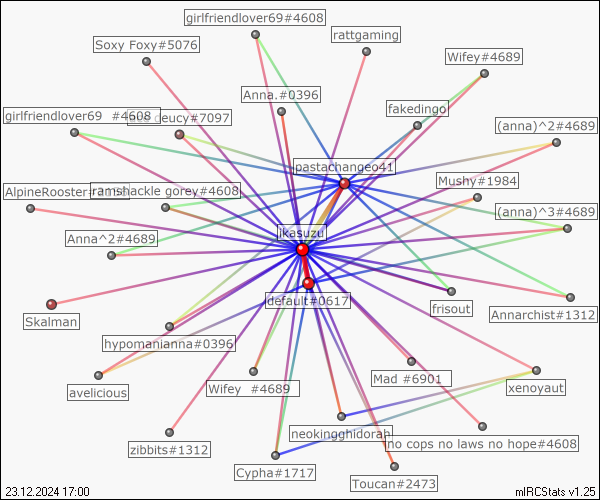 girlfriendlover69#4608
rattgaming
Soxy Foxy#5076
Wifey#4689
Anna.#0396
fakedingo
girlfriendlover69 #4608
deucy#7097
(anna)^2#4689
pastachangeo41
Mushy#1984
AlpineRooster
ramshackle gorey#4608
(anna)^3#4689
jkasuzu
Anna^2#4689
default#0617
frisout
Annarchist#1312
Skalman
hypomanianna#0396
Mad #6901
avelicious
Wifey #4689
xenoyaut
neokingghidorah
no cops no laws no hope#4608
zibbits#1312
Cypha#1717
Toucan#2473
23.12.2024 17:00
mIRCStats v1.25